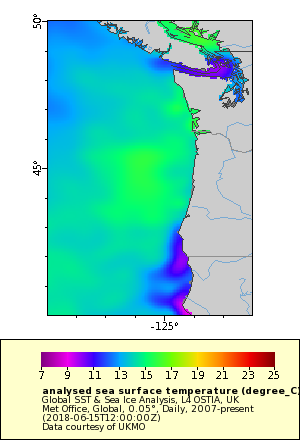 50°
45°
-125°
7 9 11 13 15 17 19 21 23 25
analysed sea surface temperature (degree_C)
Global SST & Sea Ice Analysis, L4 OSTIA, UK
Met Office, Global, 0.05°, Daily, 2007-present
(2018-06-15T12:00:00Z)
Data courtesy of UKMO